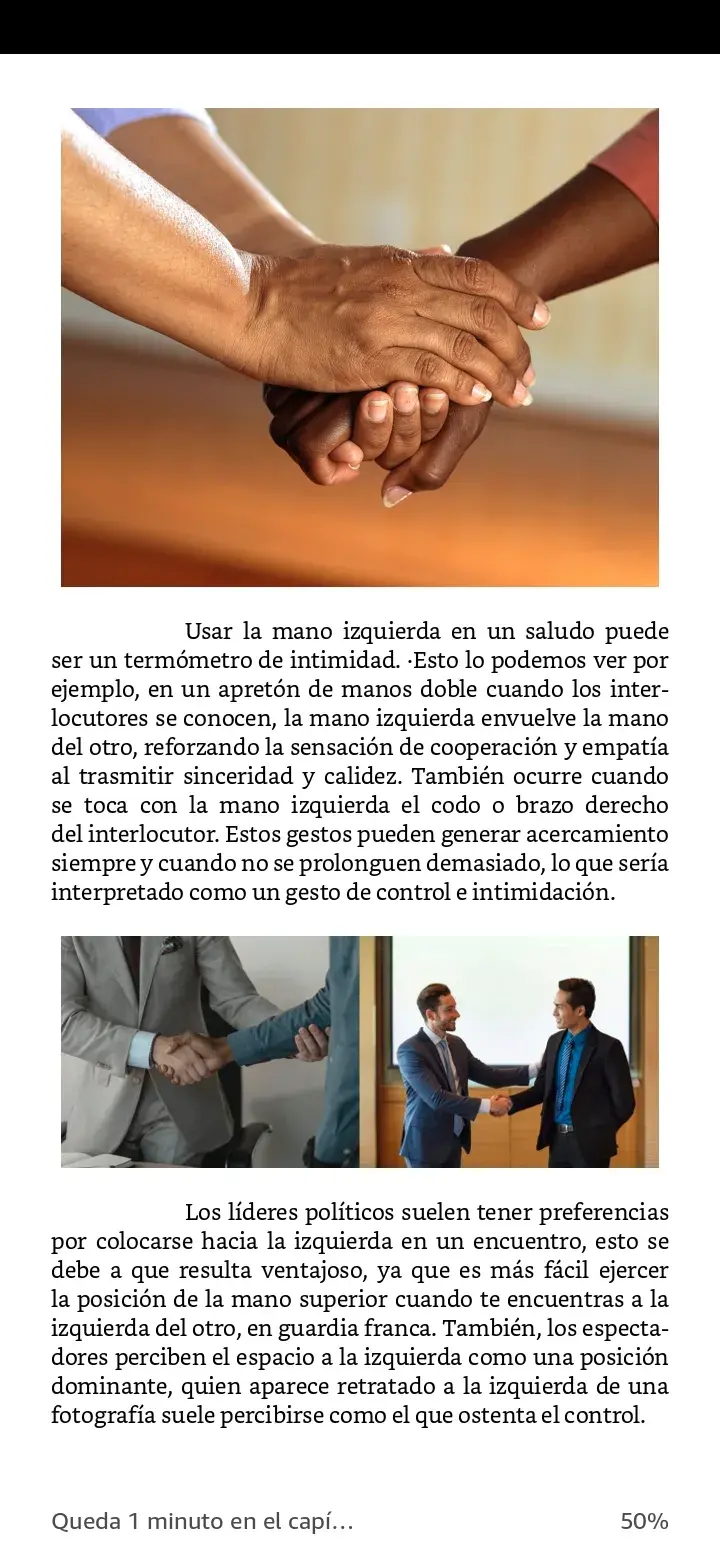 Usar la mano izquierda en un saludo puede
ser un termómetro de intimidad. ·Esto lo podemos ver por
ejemplo, en un apretón de manos doble cuando los inter-
locutores se conocen, la mano izquierda envuelve la mano
del otro, reforzando la sensación de cooperación y empatía
al trasmitir sinceridad y calidez. También ocurre cuando
se toca con la mano izquierda el codo o brazo derecho
del interlocutor. Estos gestos pueden generar acercamiento
siempre y cuando no se prolonguen demasiado, lo que sería
interpretado como un gesto de control e intimidación.
Los líderes políticos suelen tener preferencias
por colocarse hacia la izquierda en un encuentro, esto se
debe a que resulta ventajoso, ya que es más fácil ejercer
la posición de la mano superior cuando te encuentras a la
izquierda del otro, en guardia franca. También, los especta-
dores perciben el espacio a la izquierda como una posición
dominante, quien aparece retratado a la izquierda de una
fotografía suele percibirse como el que ostenta el control.
Queda 1 minuto en el capí... 50%